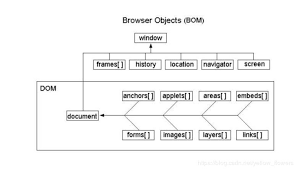 Browser Objects (BOM)
window
frames[ ] history location navigator screen
DOM
anchors[ ] applets[ ] areas[ ] embeds[ ]
document
forms[ ] images[ ] layers[ ] links[ ]